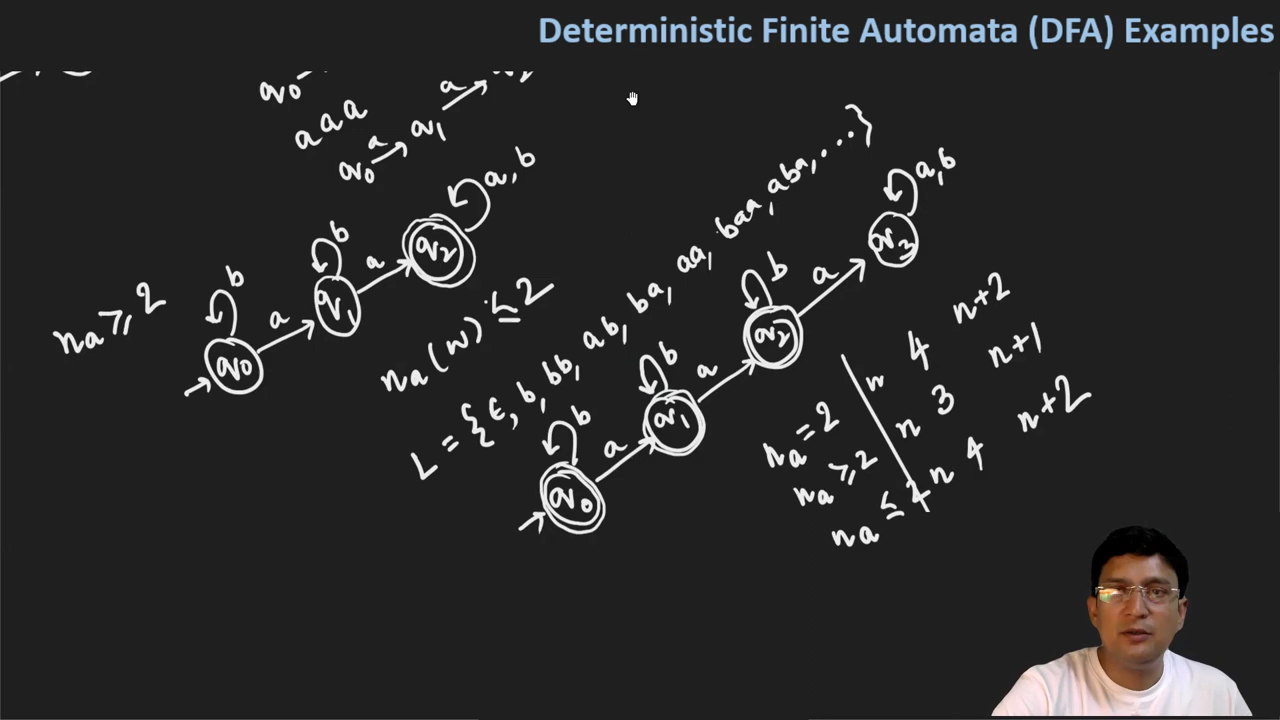 Deterministic Finite Automata (DFA) Examples
q0
a
aaa
q0 a q1
a, b
b
b
na ≥ 2
q0 a q1 a q2
na(w) ≤ 2
L = {ε, b, bb, ab, ba, aa, baa, aba, ...}
b
b
b
a, b
q0 a q1 a q2 a q3
na = 2 n 4 n+2
na ≥ 2 n 3 n+1
na ≤ 2 n 4 n+2